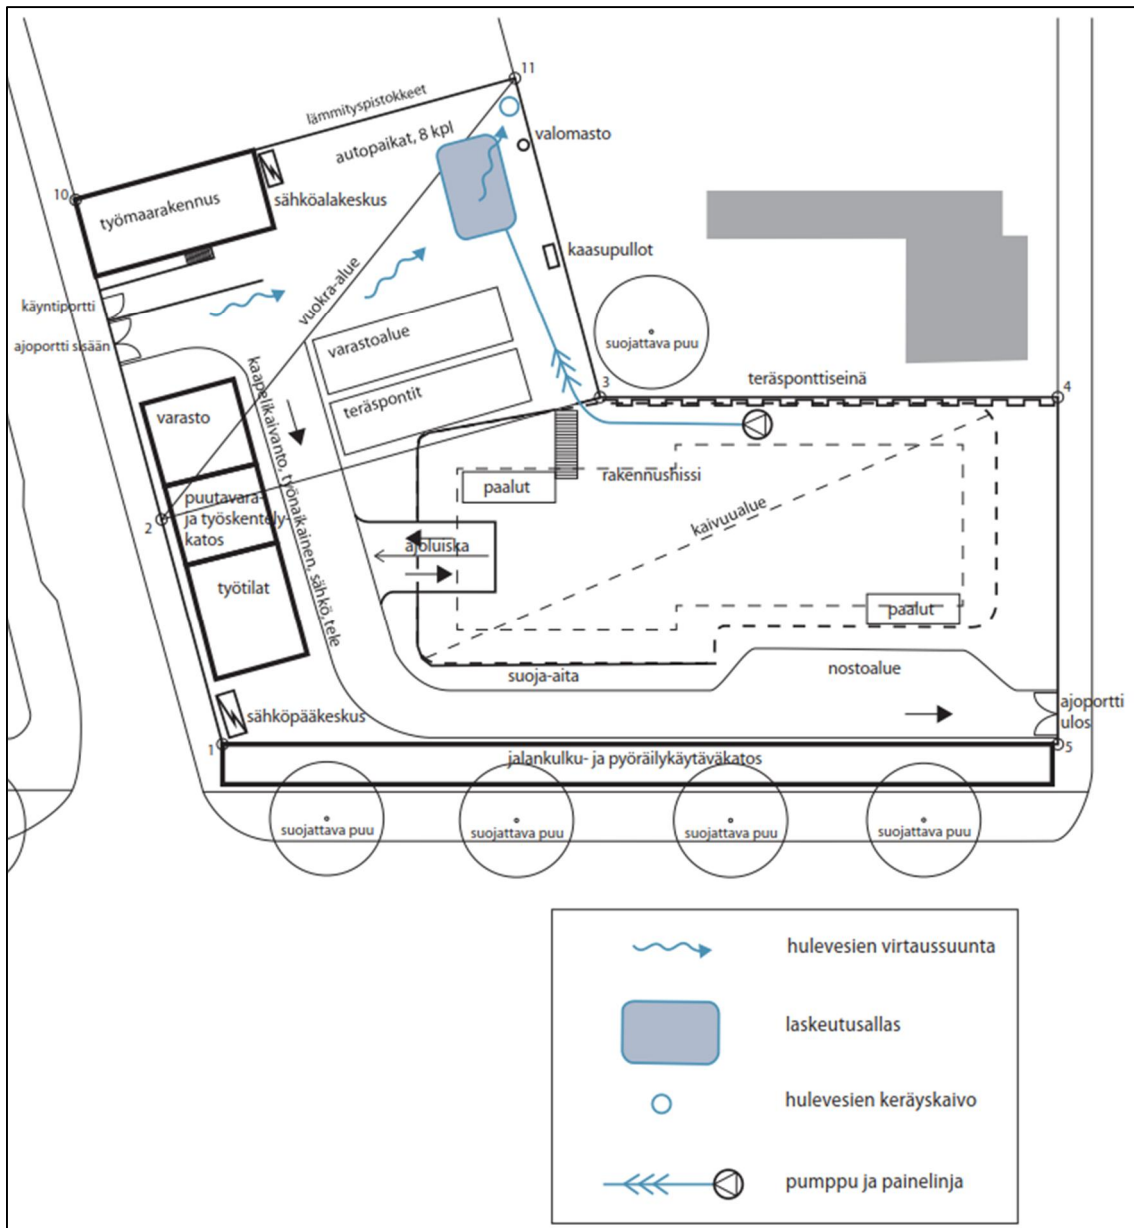 11
lämmityspistokkeet
autopaikat, 8 kpl
valomasto
10
työmaarakennus
sähköalakeskus
kaasupullot
vuokra-alue
käyntiportti
ajoportti sisään
varastoalue
suojattava puu
3
teräsponttiseinä
4
teräspontit
kaapelikaivanto, työnaikainen, sähkö, tele
varasto
rakennushissi
paalut
puutavara-
ja työskentely-
katos
2
kaivuualue
ajoluiska
työtilat
paalut
suoja-aita
nostoalue
ajoportti
ulos
sähköpääkeskus
1
5
jalankulku- ja pyöräilykäytäväkatos
suojattava puu
suojattava puu
suojattava puu
suojattava puu
hulevesien virtaussuunta
laskeutusallas
hulevesien keräyskaivo
pumppu ja painelinja